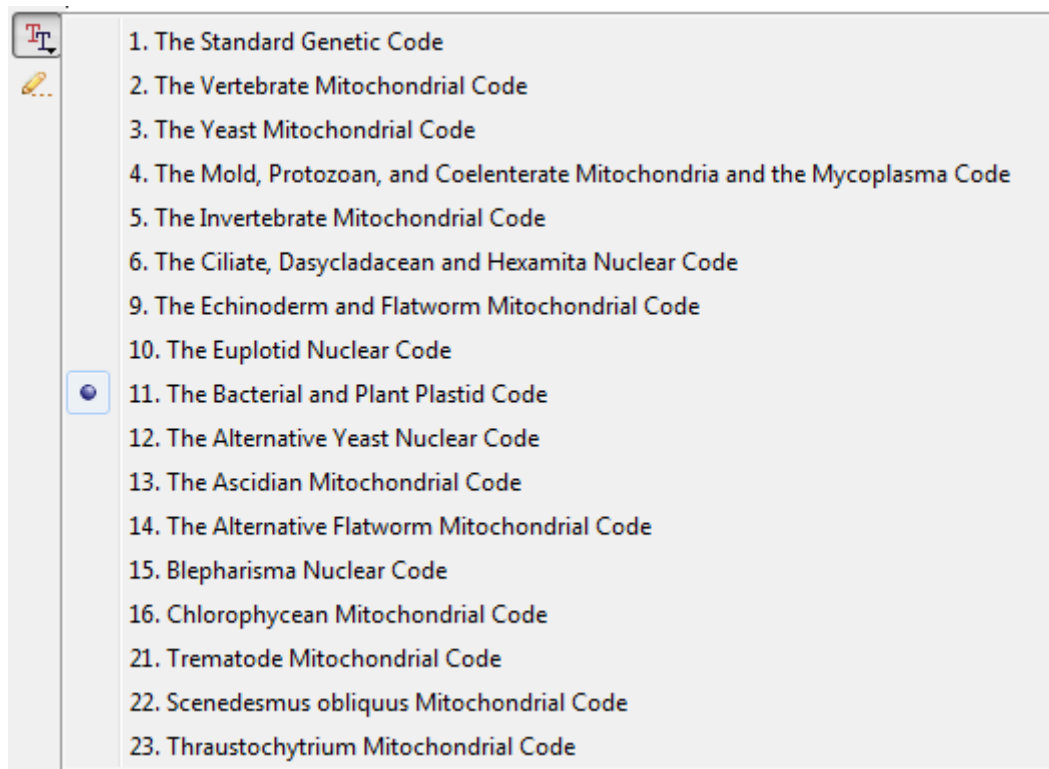 1. The Standard Genetic Code
2. The Vertebrate Mitochondrial Code
3. The Yeast Mitochondrial Code
4. The Mold, Protozoan, and Coelenterate Mitochondria and the Mycoplasma Code
5. The Invertebrate Mitochondrial Code
6. The Ciliate, Dasycladacean and Hexamita Nuclear Code
9. The Echinoderm and Flatworm Mitochondrial Code
10. The Euplotid Nuclear Code
11. The Bacterial and Plant Plastid Code
12. The Alternative Yeast Nuclear Code
13. The Ascidian Mitochondrial Code
14. The Alternative Flatworm Mitochondrial Code
15. Blepharisma Nuclear Code
16. Chlorophycean Mitochondrial Code
21. Trematode Mitochondrial Code
22. Scenedesmus obliquus Mitochondrial Code
23. Thraustochytrium Mitochondrial Code